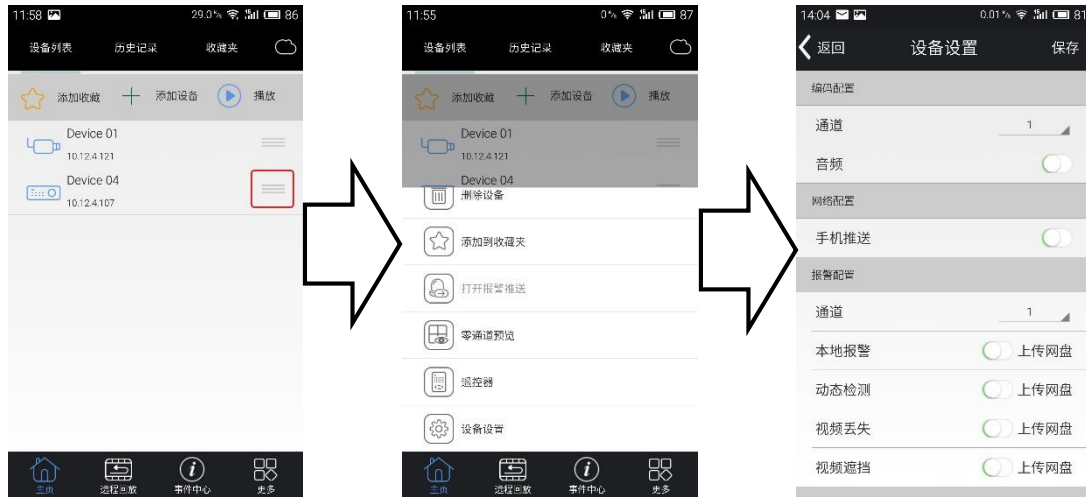 11:58 29.0% 86
设备列表 历史记录 收藏夹
添加收藏 添加设备 播放
Device 01
10.12.4.121
Device 04
10.12.4.107
主页 远程回放 事件中心 更多
11:55 0% 87
设备列表 历史记录 收藏夹
添加收藏 添加设备 播放
Device 01
10.12.4.121
Device 04
删除设备
添加到收藏夹
打开报警推送
零通道预览
遥控器
设备设置
主页 远程回放 事件中心 更多
14:04 0.01% 81
返回 设备设置 保存
编码配置
通道 1
音频
网络配置
手机推送
报警配置
通道 1
本地报警 上传网盘
动态检测 上传网盘
视频丢失 上传网盘
视频遮挡 上传网盘